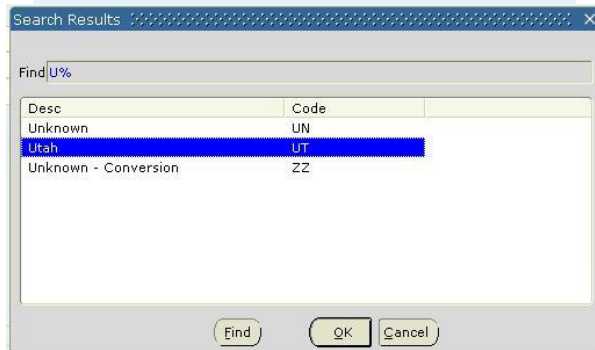 Search Results
Find U%
Desc Code
Unknown UN
Utah UT
Unknown - Conversion ZZ
Find OK Cancel